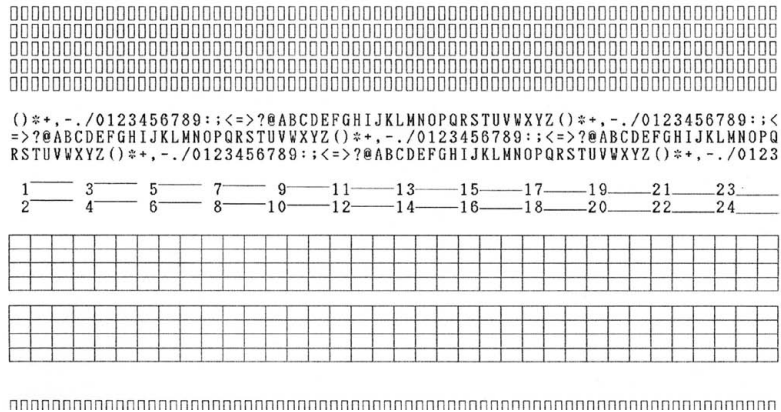 ()*+,-./0123456789:;<=>?@ABCDEFGHIJKLMNOPQRSTUVWXYZ()*+,-./0123456789:;<
=>?@ABCDEFGHIJKLMNOPQRSTUVWXYZ()*+,-./0123456789:;<=>?@ABCDEFGHIJKLMNOPQ
RSTUVWXYZ()*+,-./0123456789:;<=>?@ABCDEFGHIJKLMNOPQRSTUVWXYZ()*+,-./0123
1 3 5 7 9 11 13 15 17 19 21 23
2 4 6 8 10 12 14 16 18 20 22 24